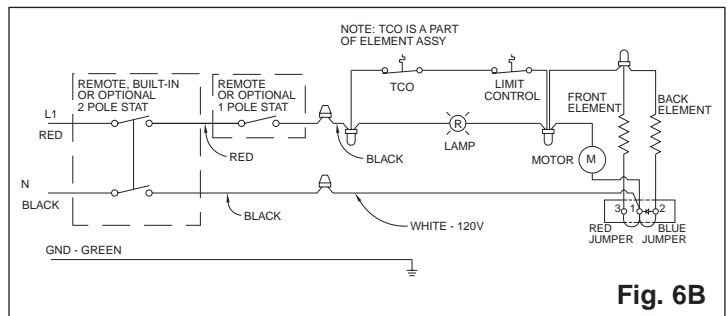 NOTE: TCO IS A PART
OF ELEMENT ASSY
REMOTE, BUILT-IN
OR OPTIONAL
2 POLE STAT
REMOTE
OR OPTIONAL
1 POLE STAT
TCO
LIMIT
CONTROL
FRONT
ELEMENT
BACK
ELEMENT
L1
RED
RED
BLACK
R
LAMP
MOTOR
M
N
BLACK
BLACK
WHITE - 120V
3 1 2
RED
JUMPER
BLUE
JUMPER
GND - GREEN
Fig. 6B